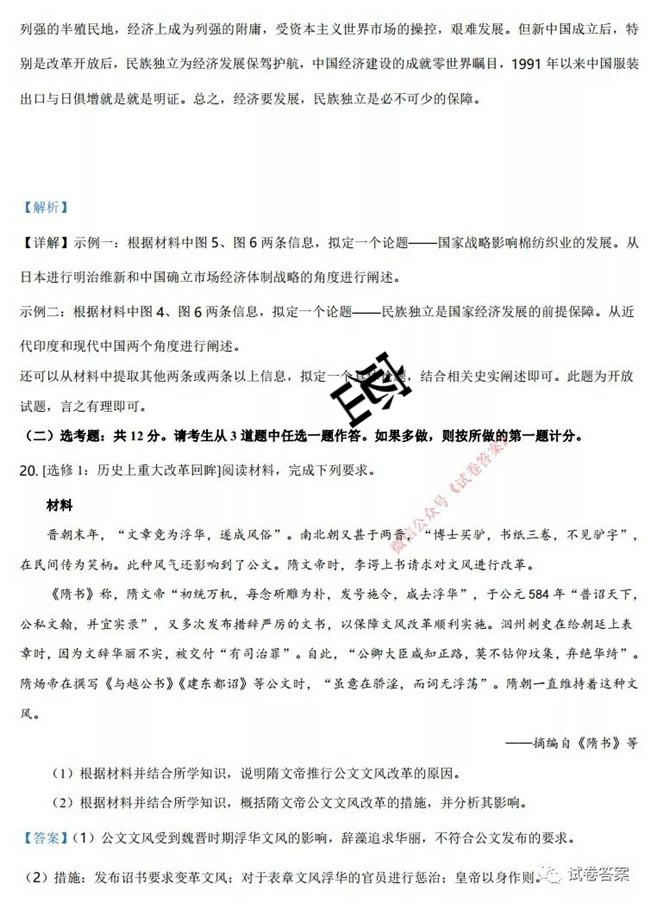 列强的半殖民地，经济上成为列强的附庸，受资本主义世界市场的操控，艰难发展。但新中国成立后，特
别是改革开放后，民族独立为经济发展保驾护航，中国经济建设的成就零世界瞩目，1991 年以来中国服装
出口与日俱增就是就是明证。总之，经济要发展，民族独立是必不可少的保障。
【解析】
【详解】示例一：根据材料中图 5、图 6 两条信息，拟定一个论题——国家战略影响棉纺织业的发展。从
日本进行明治维新和中国确立市场经济体制战略的角度进行阐述。
示例二：根据材料中图 4、图 6 两条信息，拟定一个论题——民族独立是国家经济发展的前提保障。从近
代印度和现代中国两个角度进行阐述。
还可以从材料中提取其他两条或两条以上信息，拟定一个具体论题，结合相关史实阐述即可。此题为开放
试题，言之有理即可。
（二）选考题：共 12 分。请考生从 3 道题中任选一题作答。如果多做，则按所做的第一题计分。
20. [选修 1：历史上重大改革回眸]阅读材料，完成下列要求。
微信公众号《试卷答案》
材料
晋朝末年，“文章竞为浮华，遂成风俗”。南北朝又甚于两晋，“博士买驴，书纸三卷，不见驴字”，
在民间传为笑柄。此种风气还影响到了公文。隋文帝时，李谔上书请求对文风进行改革。
《隋书》称，隋文帝“初统万机，每念斫雕为朴，发号施令，咸去浮华”，于公元 584 年“普诏天下，
公私文翰，并宜实录”，又多次发布措辞严厉的文书，以保障文风改革顺利实施。泗州刺史在给朝廷上表
章时，因为文辞华丽不实，被交付“有司治罪”。自此，“公卿大臣咸知正路，莫不钻仰坟集，弃绝华绮”。
隋炀帝在撰写《与越公书》《建东都诏》等公文时，“虽意在骄淫，而词无浮荡”。隋朝一直维持着这种文
风。
——摘编自《隋书》等
（1）根据材料并结合所学知识，说明隋文帝推行公文文风改革的原因。
（2）根据材料并结合所学知识，概括隋文帝公文文风改革的措施，并分析其影响。
【答案】（1）公文文风受到魏晋时期浮华文风的影响，辞藻追求华丽，不符合公文发布的要求。
（2）措施：发布诏书要求变革文风；对于表章文风浮华的官员进行惩治；皇帝以身作则。
试卷答案